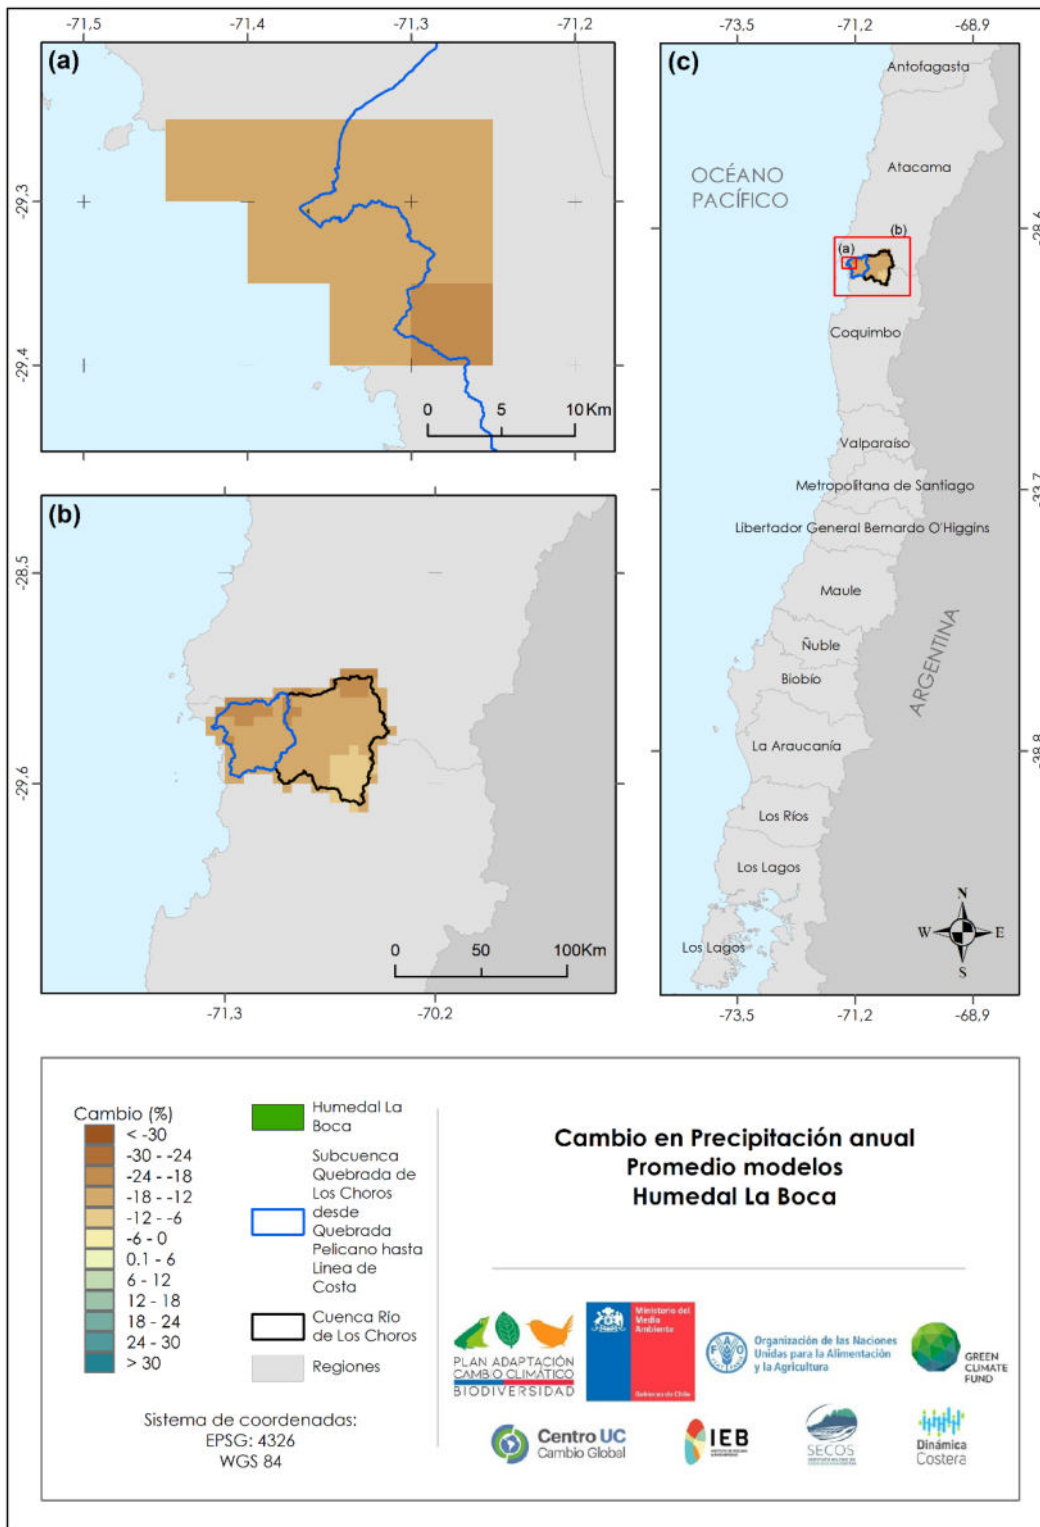 -71,5 -71,4 -71,3 -71,2
(a)
-29,3
-29,4
0 5 10 Km
(b)
-28,5
-29,6
0 50 100Km
-71,3 -70,2
-73,5 -71,2 -68,9
(c)
Antofagasta
Atacama
OCÉANO
PACÍFICO
-28,6
(b)
(a)
Coquimbo
Valparaíso
Metropolitana de Santiago
-33,7
Libertador General Bernardo O'Higgins
Maule
Ñuble
Biobío
ARGENTINA
La Araucanía
-38,8
Los Ríos
Los Lagos
N
W E
S
Los Lagos
-73,5 -71,2 -68,9
Cambio (%)
< -30
-30 - -24
-24 - -18
-18 - -12
-12 - -6
-6 - 0
0.1 - 6
6 - 12
12 - 18
18 - 24
24 - 30
> 30
Humedal La
Boca
Subcuenca
Quebrada de
Los Choros
desde
Quebrada
Pelicano hasta
Linea de
Costa
Cuenca Río
de Los Choros
Regiones
Sistema de coordenadas:
EPSG: 4326
WGS 84
Cambio en Precipitación anual
Promedio modelos
Humedal La Boca
PLAN ADAPTACIÓN
CAMBIO CLIMÁTICO
BIODIVERSIDAD
Ministerio del
Medio
Ambiente
Gobierno de Chile
FAO
Organización de las Naciones
Unidas para la Alimentación
y la Agricultura
GREEN
CLIMATE
FUND
Centro UC
Cambio Global
IEB
SECOS
Dinámica
Costera